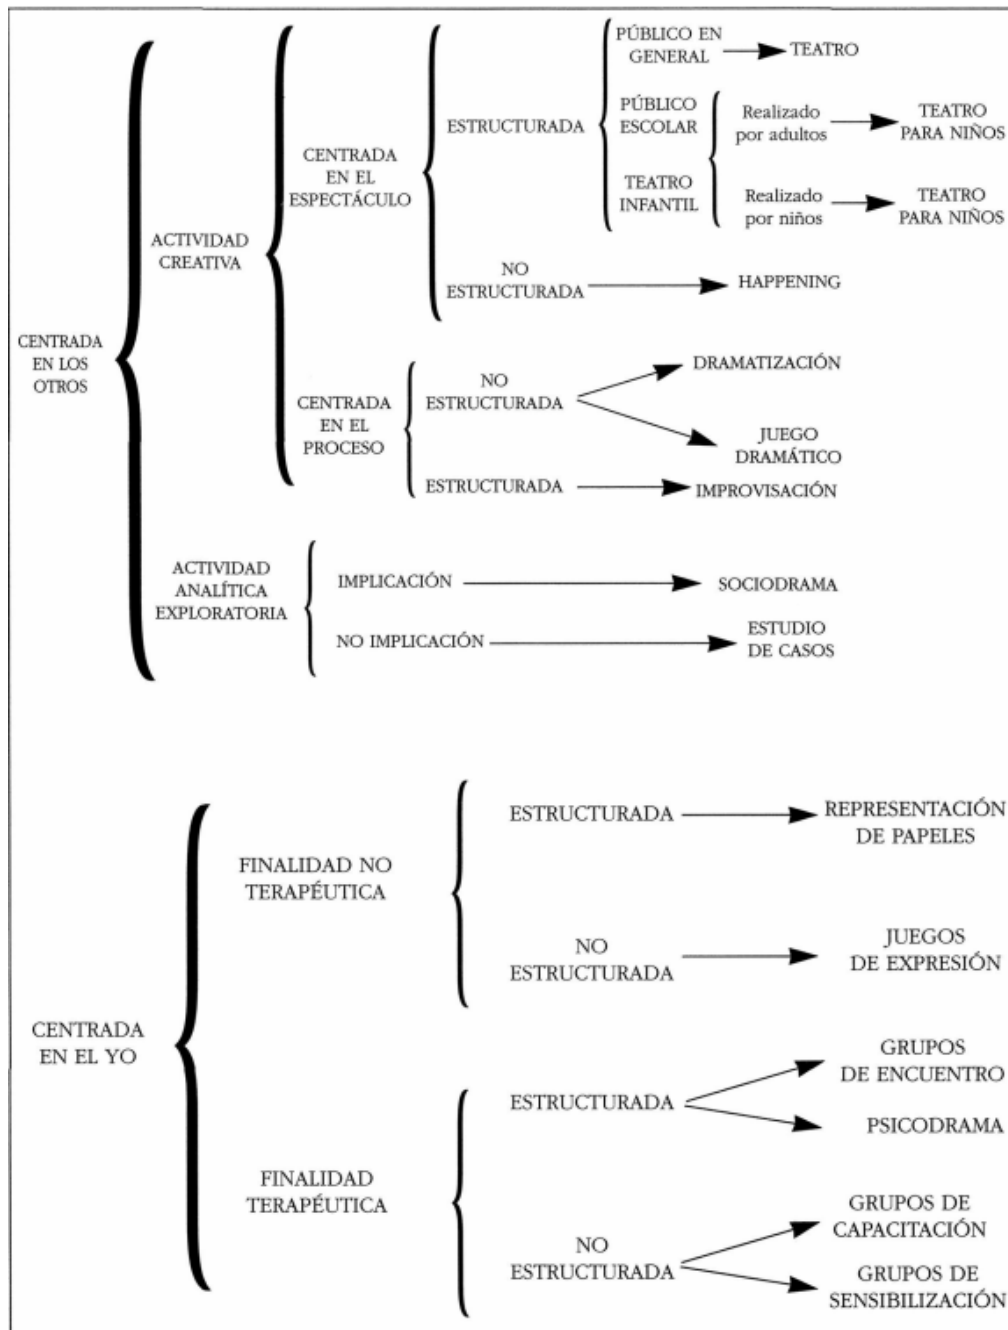 PÚBLICO EN
GENERAL
TEATRO
PÚBLICO
ESCOLAR
ESTRUCTURADA
Realizado
por adultos
TEATRO
PARA NIÑOS
CENTRADA
EN EL
ESPECTÁCULO
TEATRO
INFANTIL
Realizado
por niños
TEATRO
PARA NIÑOS
ACTIVIDAD
CREATIVA
NO
ESTRUCTURADA
HAPPENING
CENTRADA
EN LOS
OTROS
CENTRADA
EN EL
PROCESO
NO
ESTRUCTURADA
DRAMATIZACIÓN
JUEGO
DRAMÁTICO
ESTRUCTURADA
IMPROVISACIÓN
ACTIVIDAD
ANALÍTICA
EXPLORATORIA
IMPLICACIÓN
SOCIODRAMA
NO IMPLICACIÓN
ESTUDIO
DE CASOS
ESTRUCTURADA
REPRESENTACIÓN
DE PAPELES
FINALIDAD NO
TERAPÉUTICA
NO
ESTRUCTURADA
JUEGOS
DE EXPRESIÓN
CENTRADA
EN EL YO
ESTRUCTURADA
GRUPOS
DE ENCUENTRO
PSICODRAMA
FINALIDAD
TERAPÉUTICA
NO
ESTRUCTURADA
GRUPOS DE
CAPACITACIÓN
GRUPOS DE
SENSIBILIZACIÓN